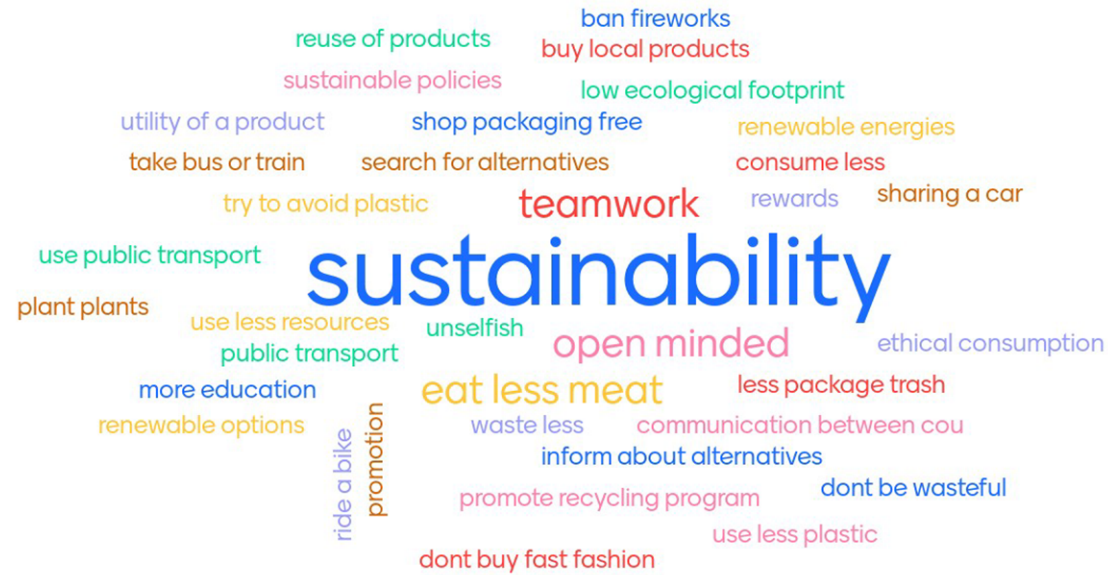 ban fireworks
reuse of products
buy local products
sustainable policies
low ecological footprint
utility of a product
shop packaging free
renewable energies
take bus or train
search for alternatives
consume less
try to avoid plastic
teamwork
rewards
sharing a car
use public transport
sustainability
plant plants
use less resources
unselfish
open minded
ethical consumption
public transport
more education
eat less meat
less package trash
renewable options
ride a bike
promotion
waste less
communication between cou
inform about alternatives
promote recycling program
dont be wasteful
use less plastic
dont buy fast fashion